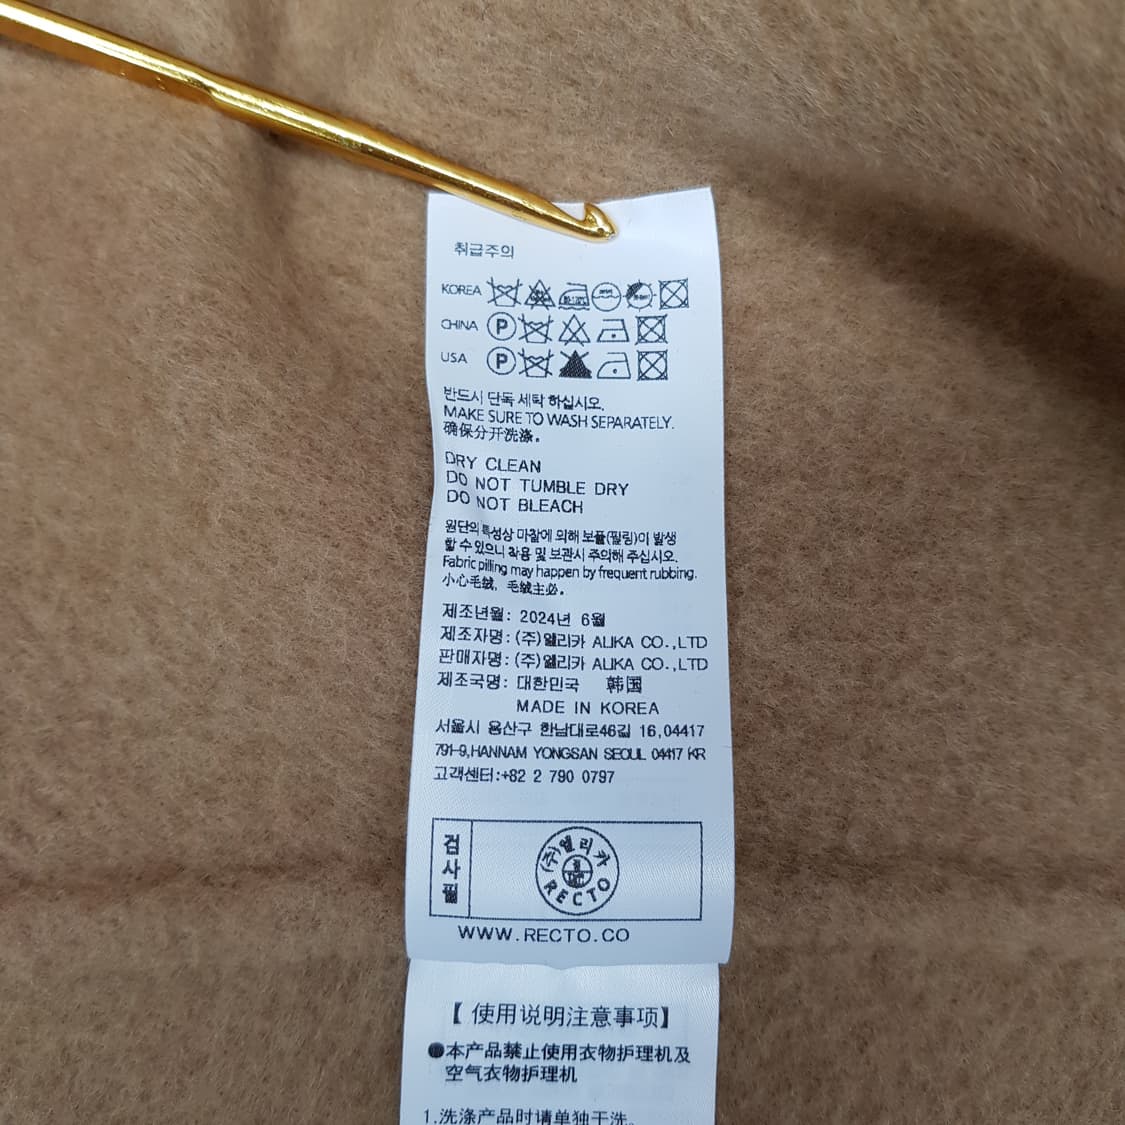 취급주의
KOREA
CHINA P
USA P
반드시 단독 세탁 하십시오.
MAKE SURE TO WASH SEPARATELY.
确保分开洗涤。
DRY CLEAN
DO NOT TUMBLE DRY
DO NOT BLEACH
원단의 특성상 마찰에 의해 보풀(필링)이 발생
할 수 있으니 착용 및 보관시 주의해 주십시오.
Fabric pilling may happen by frequent rubbing.
小心毛绒, 毛绒主必。
제조년월: 2024년 6월
제조자명: (주)엘리카 ALIKA CO.,LTD
판매자명: (주)엘리카 ALIKA CO.,LTD
제조국명: 대한민국 韩国
MADE IN KOREA
서울시 용산구 한남대로46길 16,04417
791-9,HANNAM YONGSAN SEOUL 04417 KR
고객센터:+82 2 790 0797
검사필
(주)엘리카
RECTO
WWW.RECTO.CO
【 使用说明注意事项】
●本产品禁止使用衣物护理机及
空气衣物护理机
1.洗涤产品时请单独干洗。